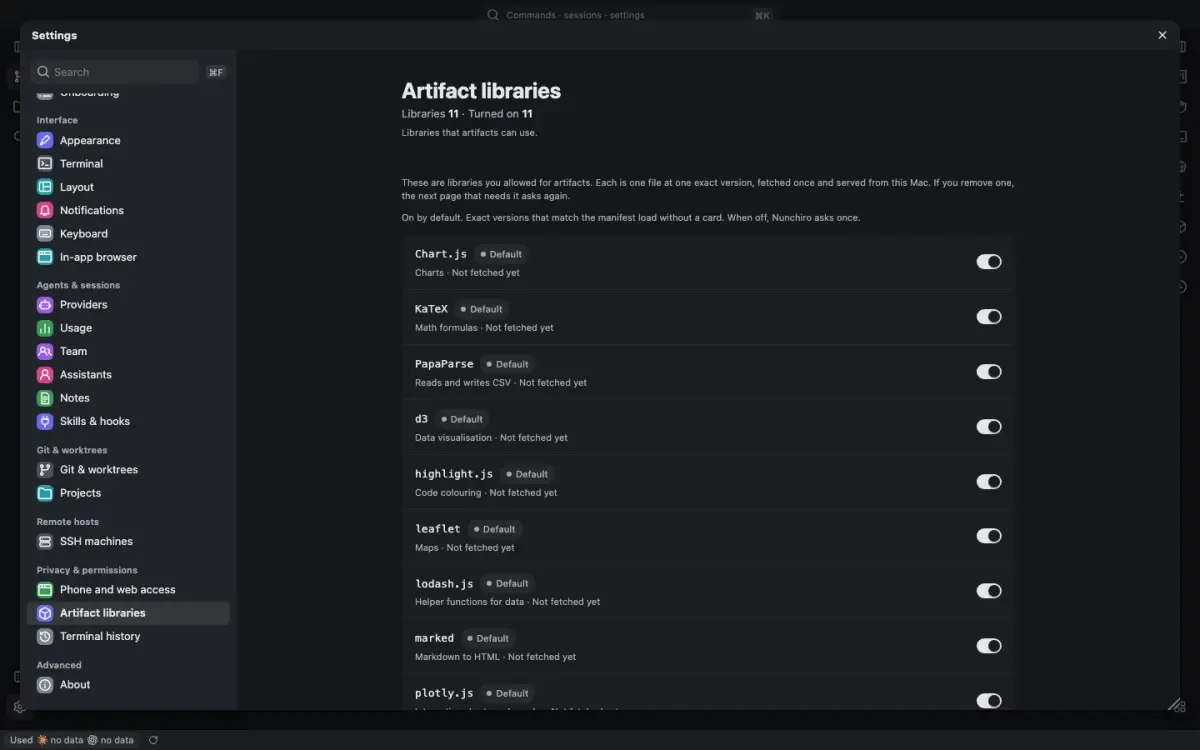 Commands · sessions · settings
⌘K
Settings
Search
⌘F
Onboarding
Interface
Appearance
Terminal
Layout
Notifications
Keyboard
In-app browser
Agents & sessions
Providers
Usage
Team
Assistants
Notes
Skills & hooks
Git & worktrees
Git & worktrees
Projects
Remote hosts
SSH machines
Privacy & permissions
Phone and web access
Artifact libraries
Terminal history
Advanced
About
Artifact libraries
Libraries 11 · Turned on 11
Libraries that artifacts can use.
These are libraries you allowed for artifacts. Each is one file at one exact version, fetched once and served from this Mac. If you remove one,
the next page that needs it asks again.
On by default. Exact versions that match the manifest load without a card. When off, Nunchiro asks once.
Chart.js Default
Charts · Not fetched yet
KaTeX Default
Math formulas · Not fetched yet
PapaParse Default
Reads and writes CSV · Not fetched yet
d3 Default
Data visualisation · Not fetched yet
highlight.js Default
Code colouring · Not fetched yet
leaflet Default
Maps · Not fetched yet
lodash.js Default
Helper functions for data · Not fetched yet
marked Default
Markdown to HTML · Not fetched yet
plotly.js Default
Used no data no data